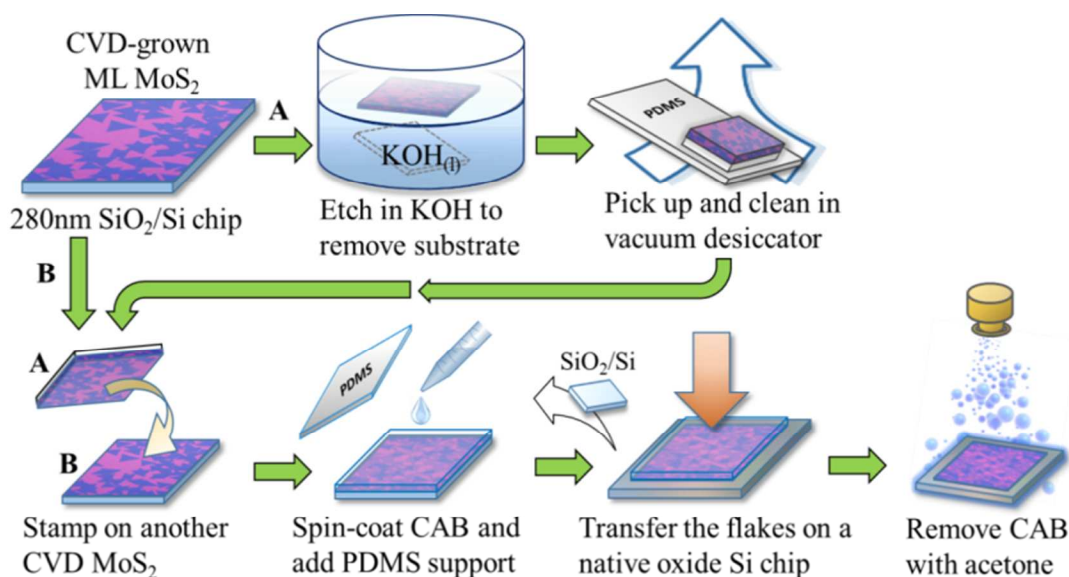 CVD-grown
ML MoS₂
A
PDMS
KOH₍ₗ₎
280nm SiO₂/Si chip
Etch in KOH to
remove substrate
Pick up and clean in
vacuum desiccator
B
A
PDMS
SiO₂/Si
B
Stamp on another
CVD MoS₂
Spin-coat CAB and
add PDMS support
Transfer the flakes on a
native oxide Si chip
Remove CAB
with acetone